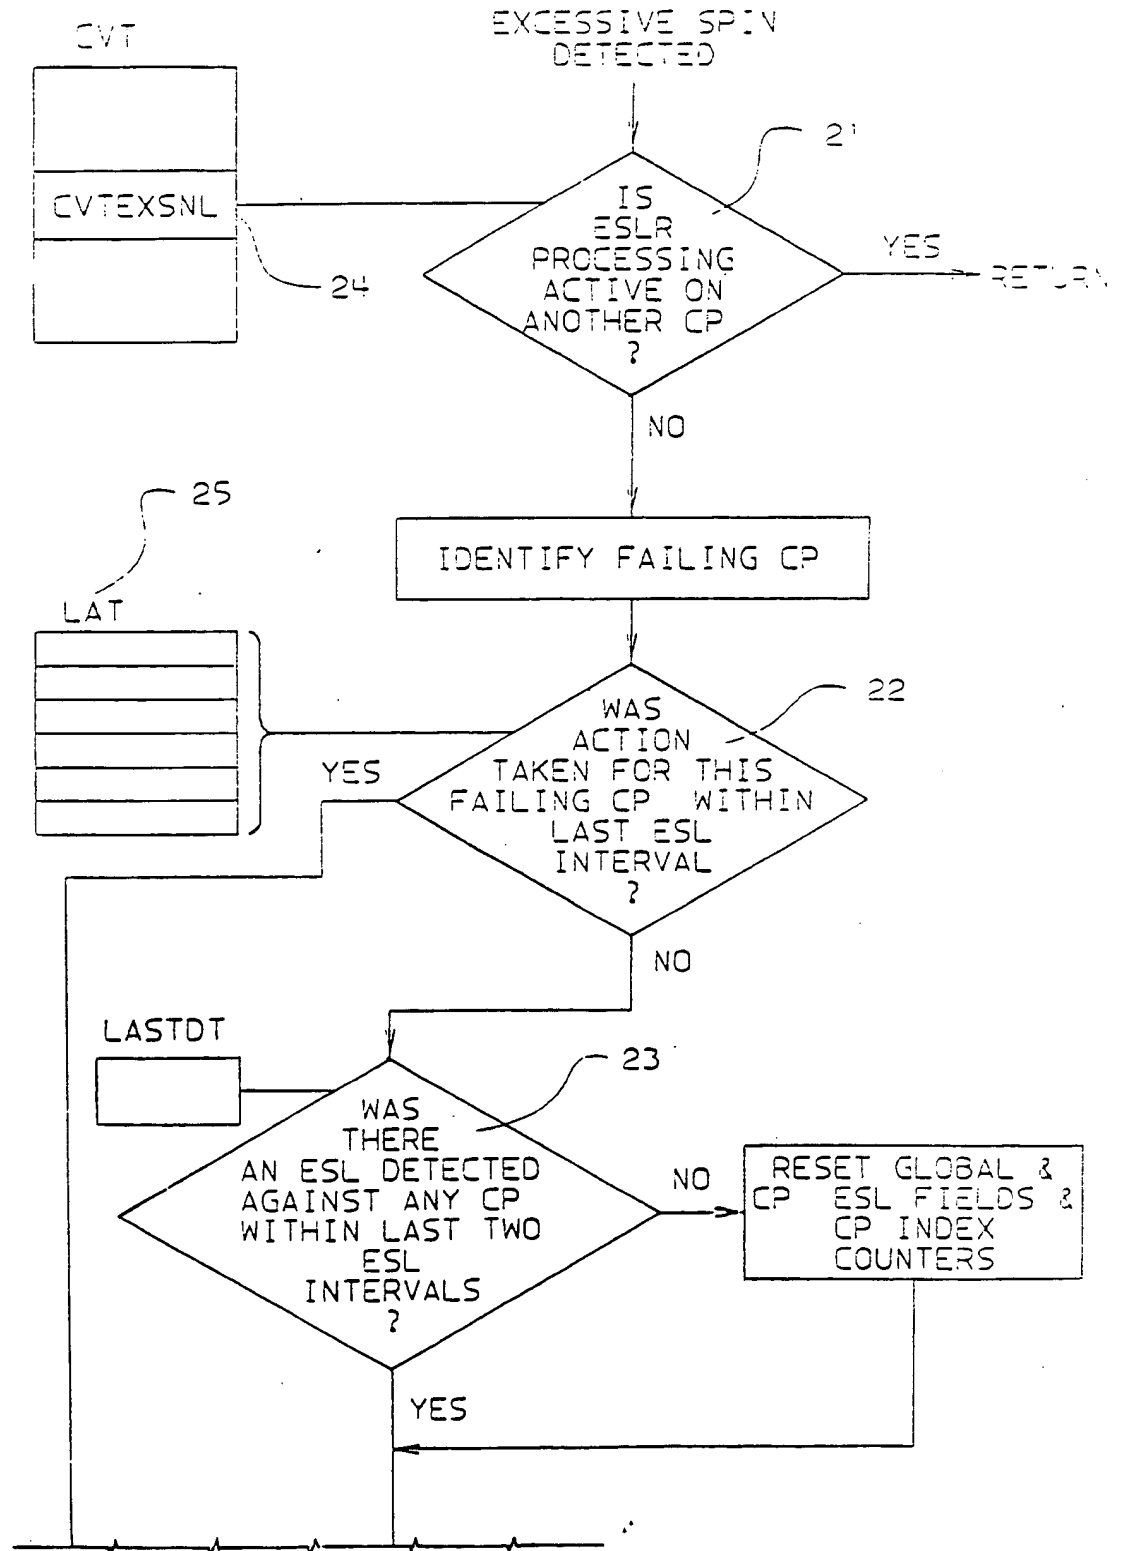 CVT
EXCESSIVE SPIN
DETECTED
21
CVTEXSNL
24
IS
ESLR
PROCESSING
ACTIVE ON
ANOTHER CP
?
YES
RETURN
NO
25
IDENTIFY FAILING CP
LAT
22
WAS
ACTION
TAKEN FOR THIS
FAILING CP WITHIN
LAST ESL
INTERVAL
?
YES
NO
LASTDT
23
WAS
THERE
AN ESL DETECTED
AGAINST ANY CP
WITHIN LAST TWO
ESL
INTERVALS
?
NO
RESET GLOBAL &
CP ESL FIELDS &
CP INDEX
COUNTERS
YES